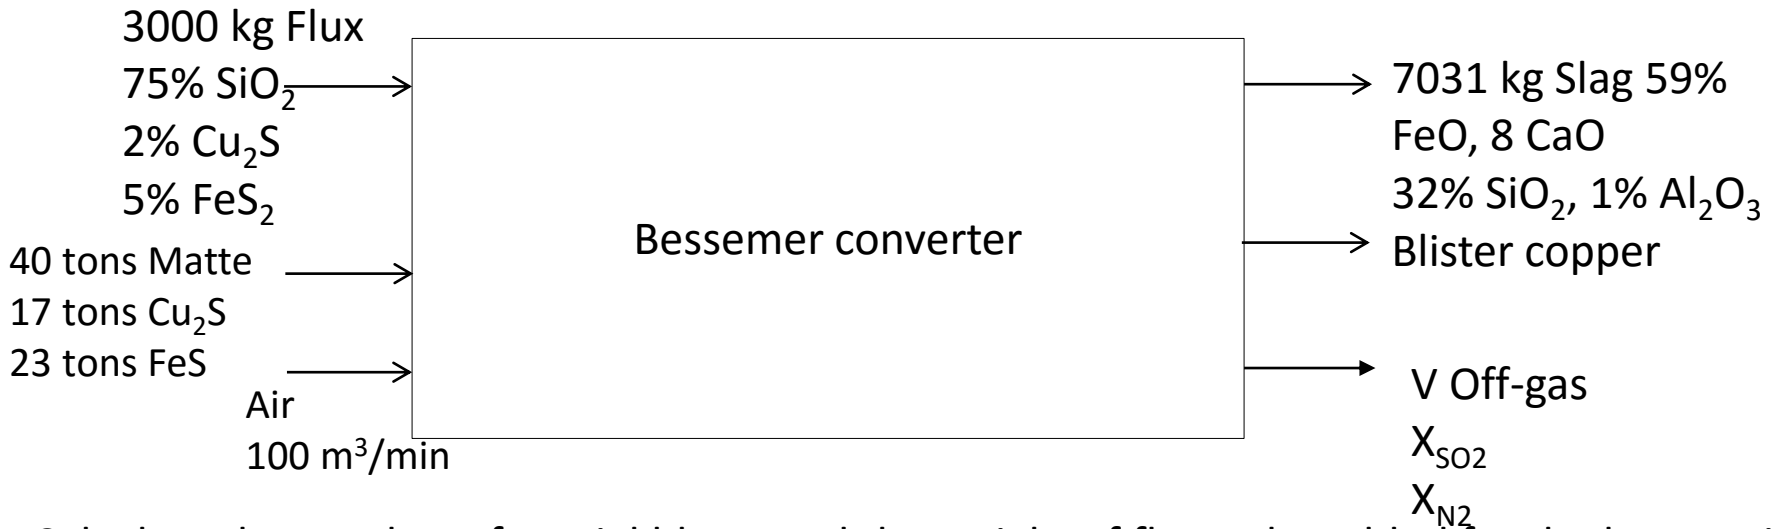 3000 kg Flux
75% SiO₂
2% Cu₂S
5% FeS₂
40 tons Matte
17 tons Cu₂S
23 tons FeS
Air
100 m³/min
Bessemer converter
7031 kg Slag 59%
FeO, 8 CaO
32% SiO₂, 1% Al₂O₃
Blister copper
V Off-gas
X_SO2
X_N2